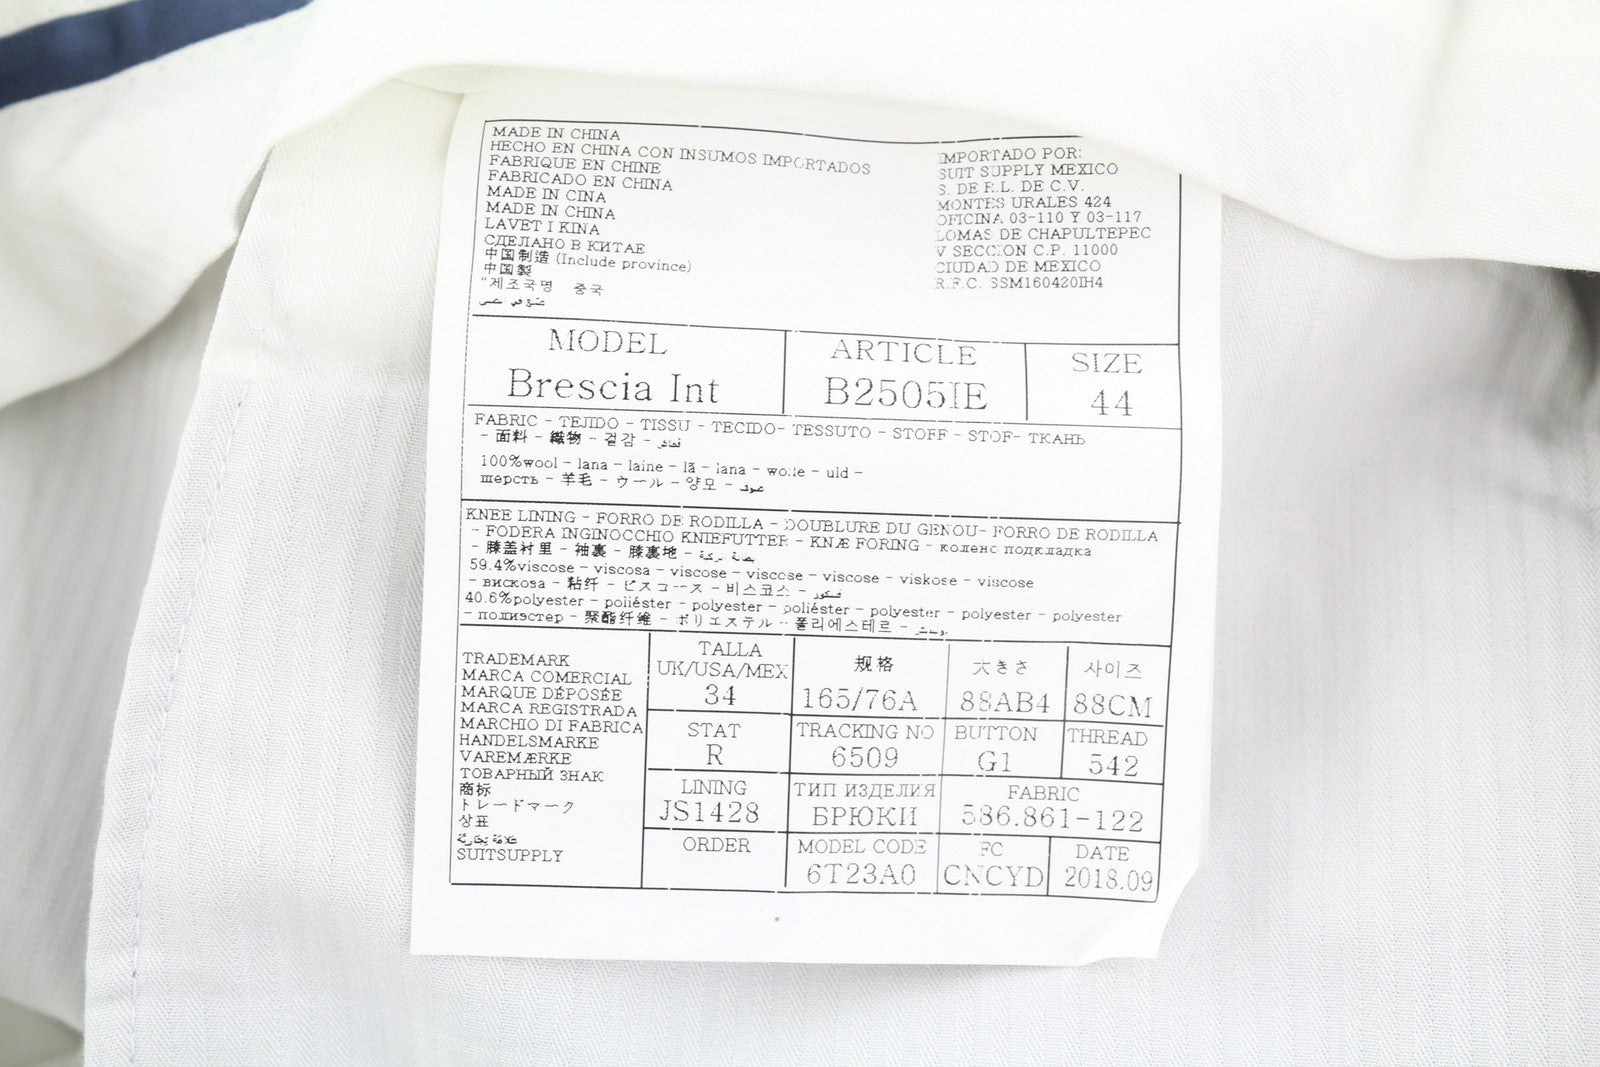 MADE IN CHINA
HECHO EN CHINA CON INSUMOS IMPORTADOS
FABRIQUE EN CHINE
FABRICADO EN CHINA
MADE IN CINA
MADE IN CHINA
LAVET I KINA
СДЕЛАНО В КИТАЕ
中国制造 (Include province)
中国製
"제조국명 중국
IMPORTADO POR:
SUIT SUPPLY MEXICO
S. DE R.L. DE C.V.
MONTES URALES 424
OFICINA 03-110 Y 03-117
LOMAS DE CHAPULTEPEC
V SECCION C.P. 11000
CIUDAD DE MEXICO
R.F.C. SSM160420IH4
MODEL
Brescia Int
ARTICLE
B2505IE
SIZE
44
FABRIC - TEJIDO - TISSU - TECIDO- TESSUTO - STOFF - STOF- ТКАНЬ
- 面料 - 織物 - 겉감 - قماش
100%wool - lana - laine - lã - lana - wolle - uld -
шерсть - 羊毛 - ウール - 양모 - صوف
KNEE LINING - FORRO DE RODILLA - DOUBLURE DU GENOU- FORRO DE RODILLA
- FODERA INGINOCCHIO KNIEFUTTER - KNÆ FORING - коленс подкладка
- 膝盖衬里 - 袖裏 - 膝裏地 -
59.4%viscose - viscosa - viscose - viscose - viscose - viskose - viscose
- вискоза - 粘纤 - ビスコース - 비스코스 - فسكوز
40.6%polyester - poliéster - polyester - poliéster - polyester - polyester - polyester
- полиэстер - 聚酯纤维 - ポリエステル - 폴리에스테르 -
TRADEMARK
MARCA COMERCIAL
MARQUE DÉPOSÉE
MARCA REGISTRADA
MARCHIO DI FABRICA
HANDELSMARKE
VAREMÆRKE
ТОВАРНЫЙ ЗНАК
商标
トレードマーク
상표
علامة تجارية
SUITSUPPLY
TALLA
UK/USA/MEX
34
规格
165/76A
大きさ
88AB4
사이즈
88CM
STAT
R
TRACKING NO
6509
BUTTON
G1
THREAD
542
LINING
JS1428
ТИП ИЗДЕЛИЯ
БРЮКИ
FABRIC
586.861-122
ORDER
MODEL CODE
6T23A0
FC
CNCYD
DATE
2018.09